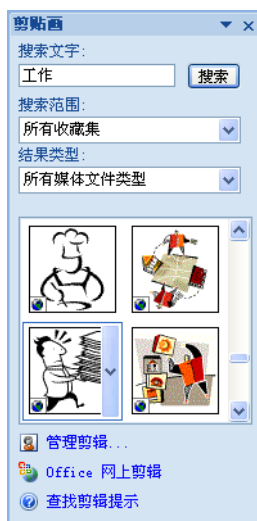 剪贴画
搜索文字:
工作
搜索
搜索范围:
所有收藏集
结果类型:
所有媒体文件类型
管理剪辑...
Office 网上剪辑
查找剪辑提示